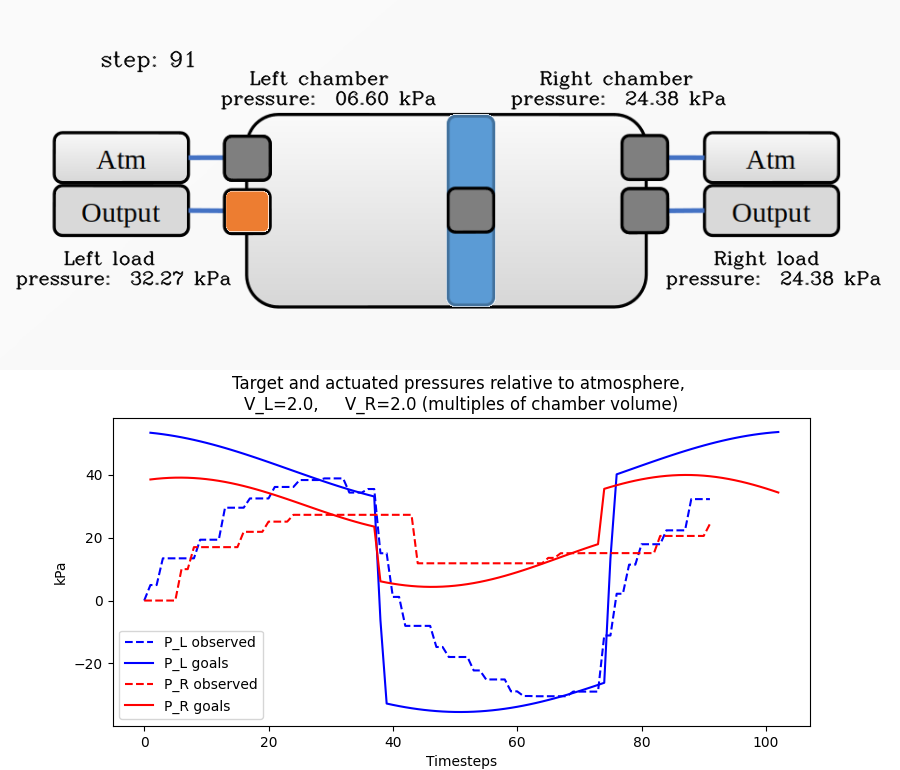 step: 91
Left chamber
pressure: 06.60 kPa
Right chamber
pressure: 24.38 kPa
Atm
Output
Atm
Output
Left load
pressure: 32.27 kPa
Right load
pressure: 24.38 kPa
Target and actuated pressures relative to atmosphere,
V_L=2.0, V_R=2.0 (multiples of chamber volume)
kPa
40
20
0
−20
P_L observed
P_L goals
P_R observed
P_R goals
0 20 40 60 80 100
Timesteps